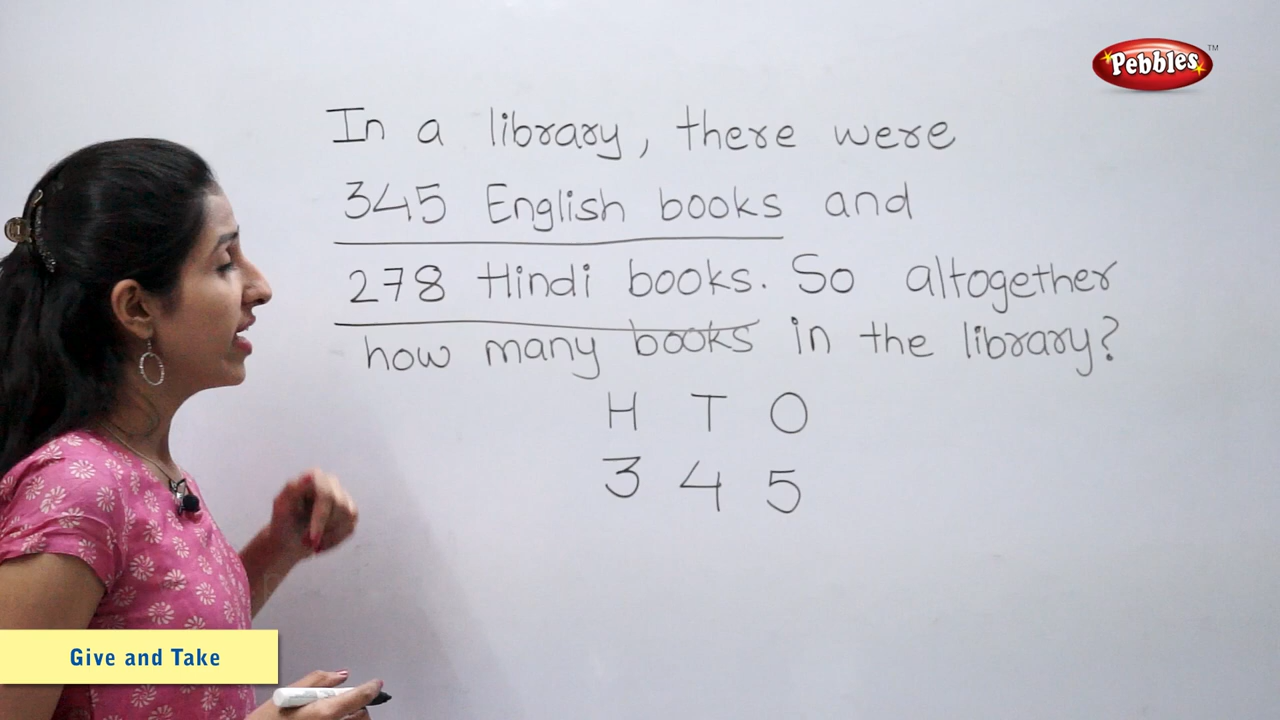 Pebbles TM
In a library, there were
345 English books and
278 Hindi books. So altogether
how many books in the library?
H T O
3 4 5
Give and Take